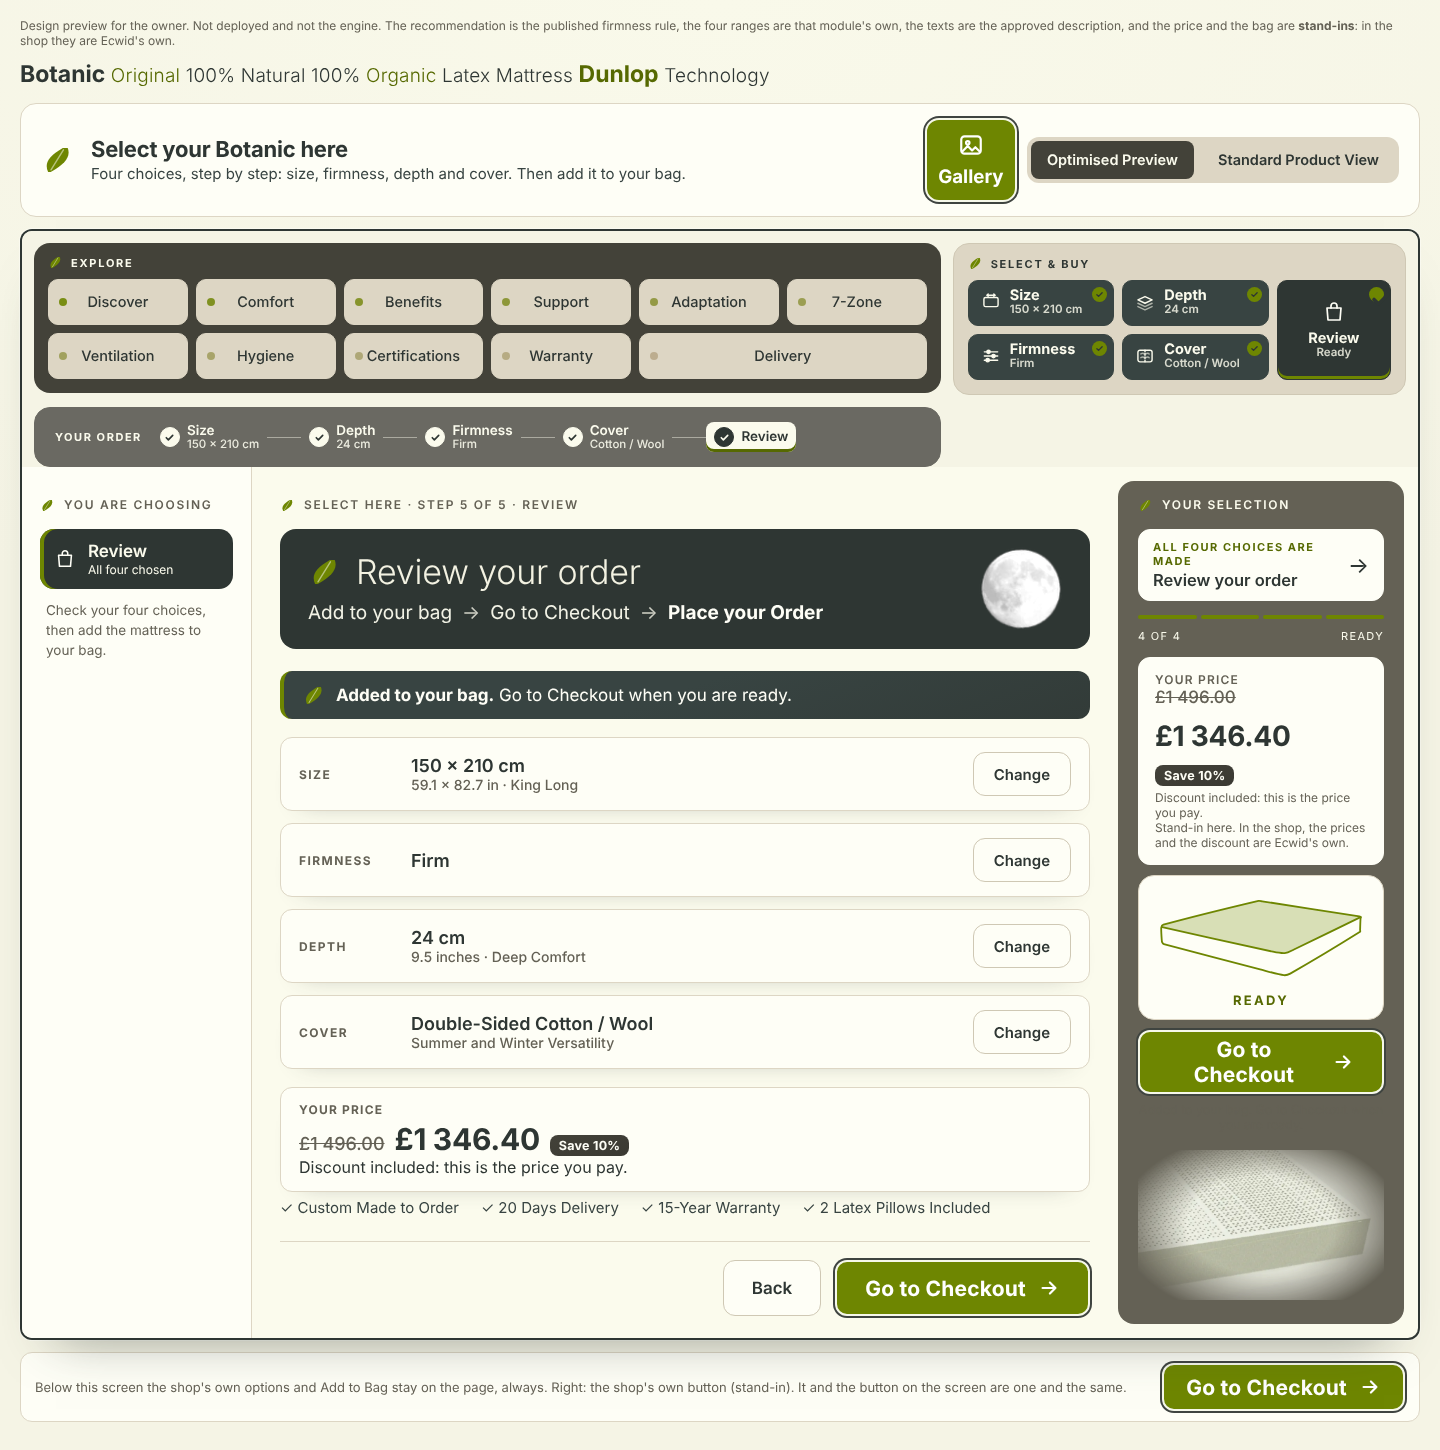 Design preview for the owner. Not deployed and not the engine. The recommendation is the published firmness rule, the four ranges are that module's own, the texts are the approved description, and the price and the bag are stand-ins: in the
shop they are Ecwid's own.
Botanic Original 100% Natural 100% Organic Latex Mattress Dunlop Technology
Select your Botanic here
Four choices, step by step: size, firmness, depth and cover. Then add it to your bag.
Gallery
Optimised Preview
Standard Product View
EXPLORE
Discover
Comfort
Benefits
Support
Adaptation
7-Zone
Ventilation
Hygiene
Certifications
Warranty
Delivery
SELECT & BUY
Size
150 × 210 cm
Depth
24 cm
Firmness
Firm
Cover
Cotton / Wool
Review
Ready
YOUR ORDER
Size
150 × 210 cm
Depth
24 cm
Firmness
Firm
Cover
Cotton / Wool
Review
YOU ARE CHOOSING
Review
All four chosen
Check your four choices,
then add the mattress to
your bag.
SELECT HERE · STEP 5 OF 5 · REVIEW
Review your order
Add to your bag → Go to Checkout → Place your Order
Added to your bag. Go to Checkout when you are ready.
SIZE
150 × 210 cm
59.1 × 82.7 in · King Long
Change
FIRMNESS
Firm
Change
DEPTH
24 cm
9.5 inches · Deep Comfort
Change
COVER
Double-Sided Cotton / Wool
Summer and Winter Versatility
Change
YOUR PRICE
£1 496.00 £1 346.40 Save 10%
Discount included: this is the price you pay.
✓ Custom Made to Order ✓ 20 Days Delivery ✓ 15-Year Warranty ✓ 2 Latex Pillows Included
Back
Go to Checkout →
YOUR SELECTION
ALL FOUR CHOICES ARE
MADE
Review your order →
4 OF 4
READY
YOUR PRICE
£1 496.00
£1 346.40
Save 10%
Discount included: this is the price
you pay.
Stand-in here. In the shop, the prices
and the discount are Ecwid's own.
READY
Go to
Checkout →
Below this screen the shop's own options and Add to Bag stay on the page, always. Right: the shop's own button (stand-in). It and the button on the screen are one and the same.
Go to Checkout →